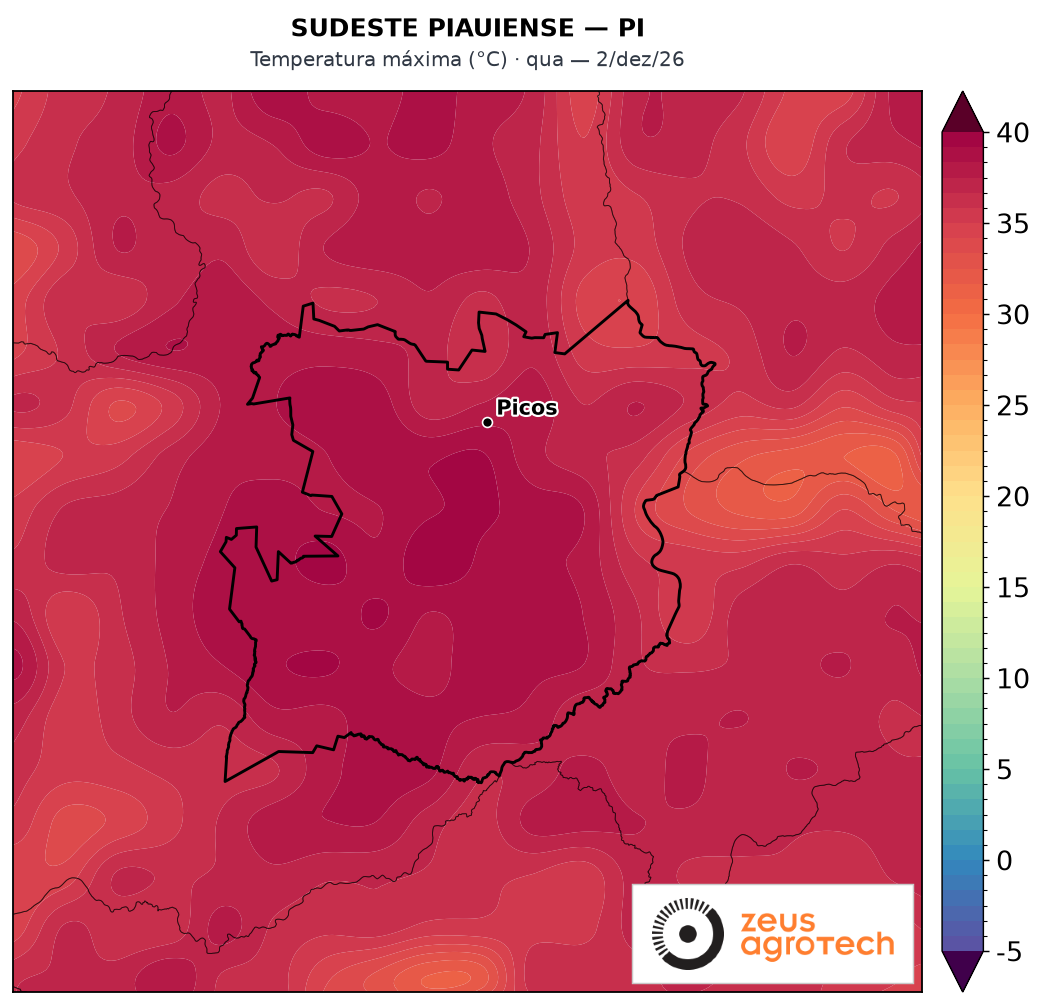 SUDESTE PIAUIENSE — PI
Temperatura máxima (°C) · qua — 2/dez/26
40
35
30
25
20
15
10
5
0
-5
Picos
zeus
agrotech